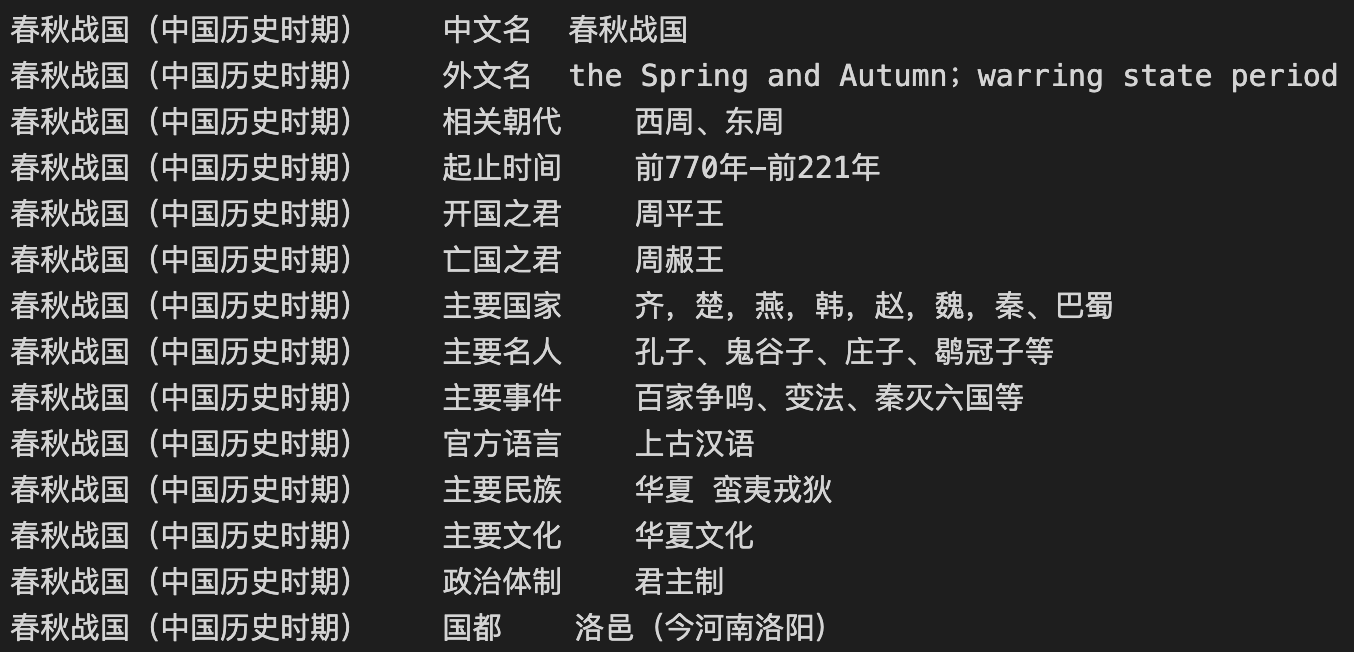 春秋战国（中国历史时期） 中文名 春秋战国
春秋战国（中国历史时期） 外文名 the Spring and Autumn；warring state period
春秋战国（中国历史时期） 相关朝代 西周、东周
春秋战国（中国历史时期） 起止时间 前770年—前221年
春秋战国（中国历史时期） 开国之君 周平王
春秋战国（中国历史时期） 亡国之君 周赧王
春秋战国（中国历史时期） 主要国家 齐，楚，燕，韩，赵，魏，秦、巴蜀
春秋战国（中国历史时期） 主要名人 孔子、鬼谷子、庄子、鹖冠子等
春秋战国（中国历史时期） 主要事件 百家争鸣、变法、秦灭六国等
春秋战国（中国历史时期） 官方语言 上古汉语
春秋战国（中国历史时期） 主要民族 华夏 蛮夷戎狄
春秋战国（中国历史时期） 主要文化 华夏文化
春秋战国（中国历史时期） 政治体制 君主制
春秋战国（中国历史时期） 国都 洛邑（今河南洛阳）